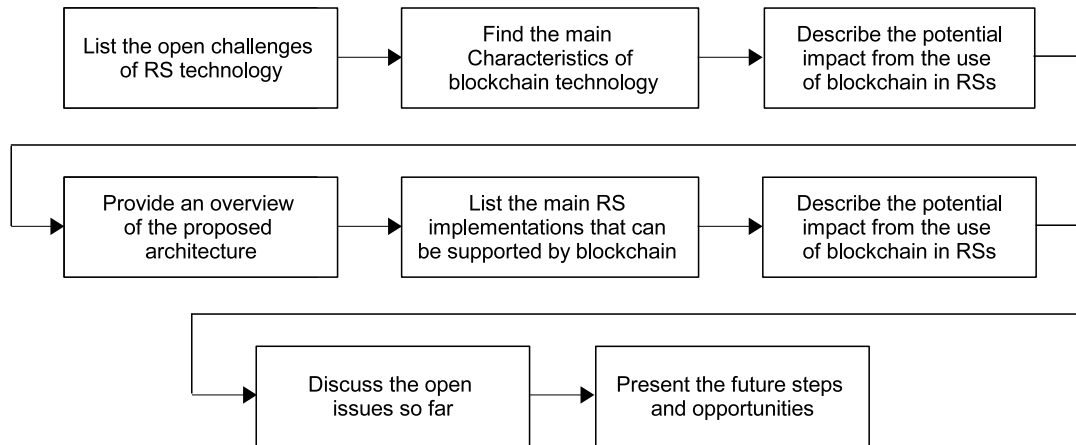 List the open challenges
of RS technology
Find the main
Characteristics of
blockchain technology
Describe the potential
impact from the use
of blockchain in RSs
Provide an overview
of the proposed
architecture
List the main RS
implementations that can
be supported by blockchain
Describe the potential
impact from the use
of blockchain in RSs
Discuss the open
issues so far
Present the future steps
and opportunities